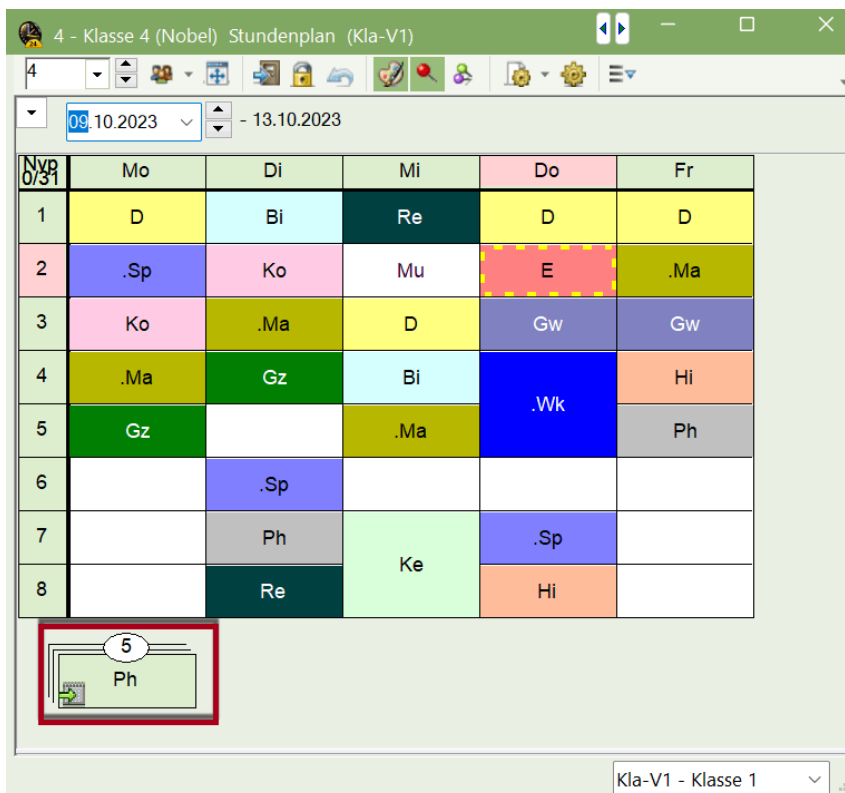 4 - Klasse 4 (Nobel) Stundenplan (Kla-V1)
4
09.10.2023 - 13.10.2023
Nvp Mo Di Mi Do Fr
0/31
1 D Bi Re D D
2 .Sp Ko Mu E .Ma
3 Ko .Ma D Gw Gw
4 .Ma Gz Bi .Wk Hi
5 Gz .Ma Ph
6 .Sp
7 Ph Ke .Sp
8 Re Hi
5
Ph
Kla-V1 - Klasse 1